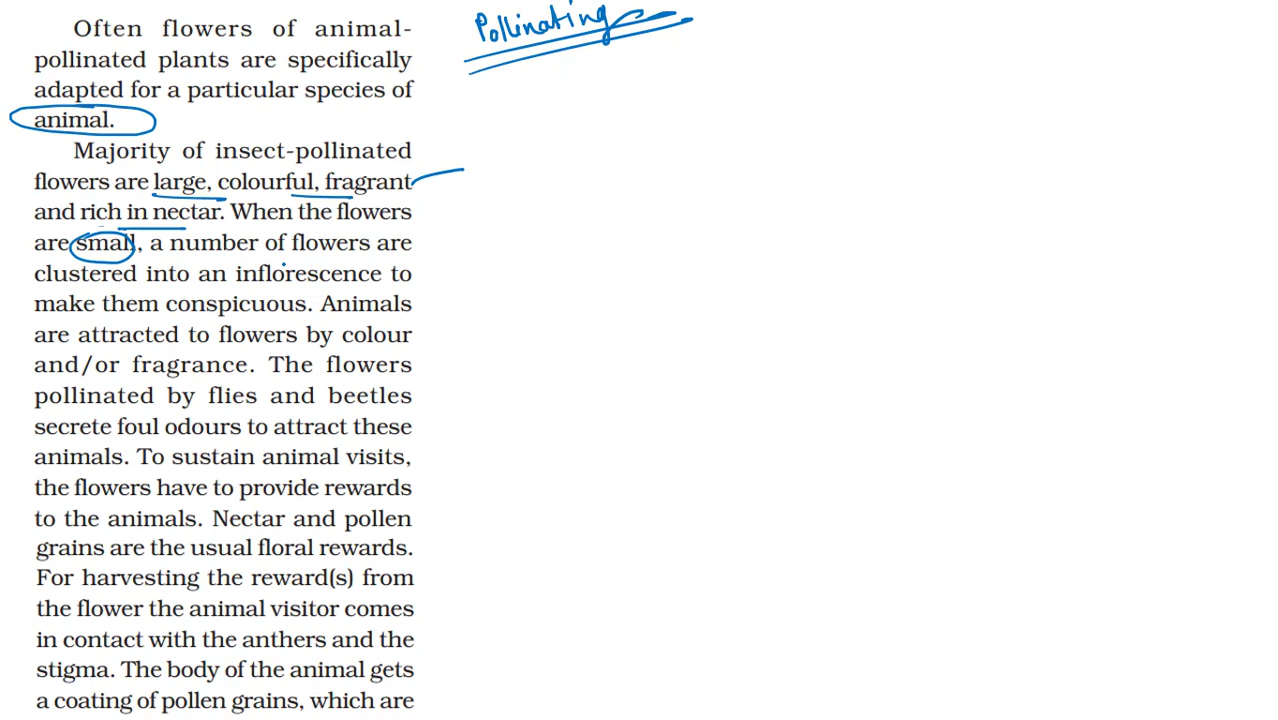 Often flowers of animal-
pollinated plants are specifically
adapted for a particular species of
animal.
Majority of insect-pollinated
flowers are large, colourful, fragrant
and rich in nectar. When the flowers
are small, a number of flowers are
clustered into an inflorescence to
make them conspicuous. Animals
are attracted to flowers by colour
and/or fragrance. The flowers
pollinated by flies and beetles
secrete foul odours to attract these
animals. To sustain animal visits,
the flowers have to provide rewards
to the animals. Nectar and pollen
grains are the usual floral rewards.
For harvesting the reward(s) from
the flower the animal visitor comes
in contact with the anthers and the
stigma. The body of the animal gets
a coating of pollen grains, which are
Pollinating